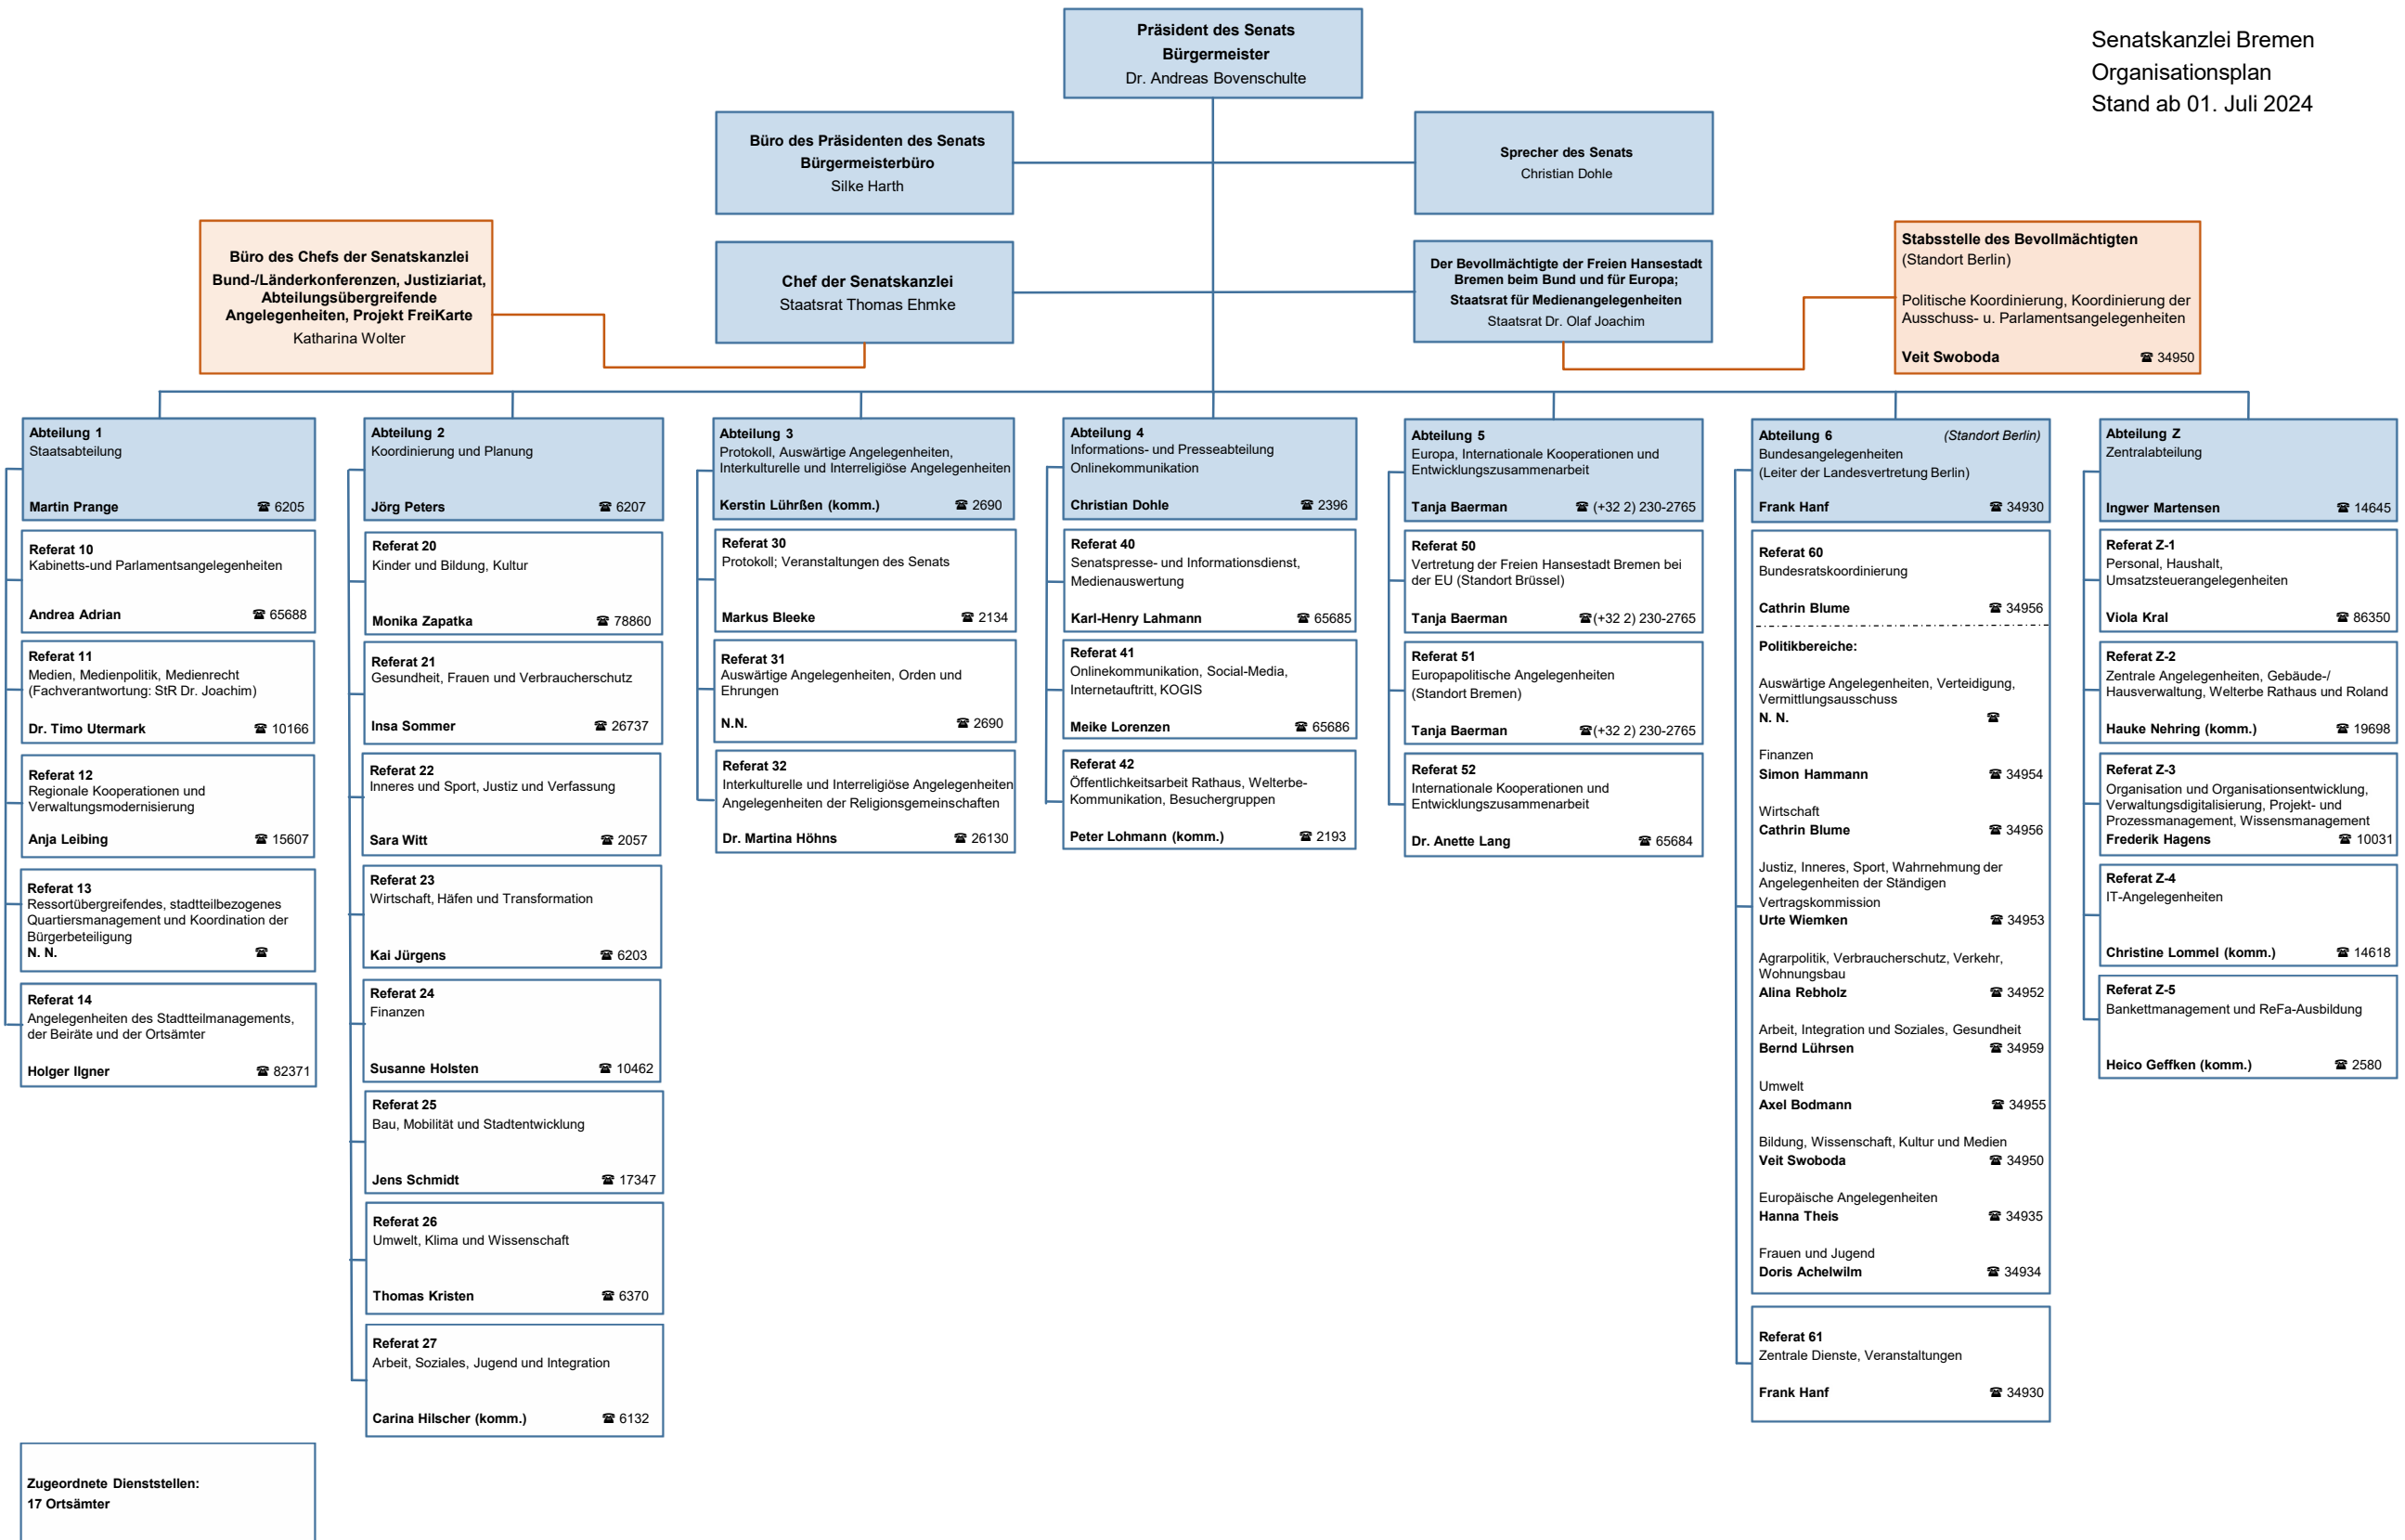 Senatskanzlei Bremen
Organisationsplan
Stand ab 01. Juli 2024
Präsident des Senats
Bürgermeister
Dr. Andreas Bovenschulte
Büro des Präsidenten des Senats
Bürgermeisterbüro
Silke Harth
Sprecher des Senats
Christian Dohle
Büro des Chefs der Senatskanzlei
Bund-/Länderkonferenzen, Justiziariat,
Abteilungsübergreifende
Angelegenheiten, Projekt FreiKarte
Katharina Wolter
Chef der Senatskanzlei
Staatsrat Thomas Ehmke
Der Bevollmächtigte der Freien Hansestadt
Bremen beim Bund und für Europa;
Staatsrat für Medienangelegenheiten
Staatsrat Dr. Olaf Joachim
Stabsstelle des Bevollmächtigten
(Standort Berlin)
Politische Koordinierung, Koordinierung der
Ausschuss- u. Parlamentsangelegenheiten
Veit Swoboda ☎ 34950
Abteilung 1
Staatsabteilung
Martin Prange ☎ 6205
Referat 10
Kabinetts-und Parlamentsangelegenheiten
Andrea Adrian ☎ 65688
Referat 11
Medien, Medienpolitik, Medienrecht
(Fachverantwortung: StR Dr. Joachim)
Dr. Timo Utermark ☎ 10166
Referat 12
Regionale Kooperationen und
Verwaltungsmodernisierung
Anja Leibing ☎ 15607
Referat 13
Ressortübergreifendes, stadtteilbezogenes
Quartiersmanagement und Koordination der
Bürgerbeteiligung
N. N. ☎
Referat 14
Angelegenheiten des Stadtteilmanagements,
der Beiräte und der Ortsämter
Holger Ilgner ☎ 82371
Zugeordnete Dienststellen:
17 Ortsämter
Abteilung 2
Koordinierung und Planung
Jörg Peters ☎ 6207
Referat 20
Kinder und Bildung, Kultur
Monika Zapatka ☎ 78860
Referat 21
Gesundheit, Frauen und Verbraucherschutz
Insa Sommer ☎ 26737
Referat 22
Inneres und Sport, Justiz und Verfassung
Sara Witt ☎ 2057
Referat 23
Wirtschaft, Häfen und Transformation
Kai Jürgens ☎ 6203
Referat 24
Finanzen
Susanne Holsten ☎ 10462
Referat 25
Bau, Mobilität und Stadtentwicklung
Jens Schmidt ☎ 17347
Referat 26
Umwelt, Klima und Wissenschaft
Thomas Kristen ☎ 6370
Referat 27
Arbeit, Soziales, Jugend und Integration
Carina Hilscher (komm.) ☎ 6132
Abteilung 3
Protokoll, Auswärtige Angelegenheiten,
Interkulturelle und Interreligiöse Angelegenheiten
Kerstin Lührßen (komm.) ☎ 2690
Referat 30
Protokoll; Veranstaltungen des Senats
Markus Bleeke ☎ 2134
Referat 31
Auswärtige Angelegenheiten, Orden und
Ehrungen
N.N. ☎ 2690
Referat 32
Interkulturelle und Interreligiöse Angelegenheiten
Angelegenheiten der Religionsgemeinschaften
Dr. Martina Höhns ☎ 26130
Abteilung 4
Informations- und Presseabteilung
Onlinekommunikation
Christian Dohle ☎ 2396
Referat 40
Senatspresse- und Informationsdienst,
Medienauswertung
Karl-Henry Lahmann ☎ 65685
Referat 41
Onlinekommunikation, Social-Media,
Internetauftritt, KOGIS
Meike Lorenzen ☎ 65686
Referat 42
Öffentlichkeitsarbeit Rathaus, Welterbe-
Kommunikation, Besuchergruppen
Peter Lohmann (komm.) ☎ 2193
Abteilung 5
Europa, Internationale Kooperationen und
Entwicklungszusammenarbeit
Tanja Baerman ☎ (+32 2) 230-2765
Referat 50
Vertretung der Freien Hansestadt Bremen bei
der EU (Standort Brüssel)
Tanja Baerman ☎(+32 2) 230-2765
Referat 51
Europapolitische Angelegenheiten
(Standort Bremen)
Tanja Baerman ☎(+32 2) 230-2765
Referat 52
Internationale Kooperationen und
Entwicklungszusammenarbeit
Dr. Anette Lang ☎ 65684
Abteilung 6 (Standort Berlin)
Bundesangelegenheiten
(Leiter der Landesvertretung Berlin)
Frank Hanf ☎ 34930
Referat 60
Bundesratskoordinierung
Cathrin Blume ☎ 34956
Politikbereiche:
Auswärtige Angelegenheiten, Verteidigung,
Vermittlungsausschuss
N. N. ☎
Finanzen
Simon Hammann ☎ 34954
Wirtschaft
Cathrin Blume ☎ 34956
Justiz, Inneres, Sport, Wahrnehmung der
Angelegenheiten der Ständigen
Vertragskommission
Urte Wiemken ☎ 34953
Agrarpolitik, Verbraucherschutz, Verkehr,
Wohnungsbau
Alina Rebholz ☎ 34952
Arbeit, Integration und Soziales, Gesundheit
Bernd Lührsen ☎ 34959
Umwelt
Axel Bodmann ☎ 34955
Bildung, Wissenschaft, Kultur und Medien
Veit Swoboda ☎ 34950
Europäische Angelegenheiten
Hanna Theis ☎ 34935
Frauen und Jugend
Doris Achelwilm ☎ 34934
Referat 61
Zentrale Dienste, Veranstaltungen
Frank Hanf ☎ 34930
Abteilung Z
Zentralabteilung
Ingwer Martensen ☎ 14645
Referat Z-1
Personal, Haushalt,
Umsatzsteuerangelegenheiten
Viola Kral ☎ 86350
Referat Z-2
Zentrale Angelegenheiten, Gebäude-/
Hausverwaltung, Welterbe Rathaus und Roland
Hauke Nehring (komm.) ☎ 19698
Referat Z-3
Organisation und Organisationsentwicklung,
Verwaltungsdigitalisierung, Projekt- und
Prozessmanagement, Wissensmanagement
Frederik Hagens ☎ 10031
Referat Z-4
IT-Angelegenheiten
Christine Lommel (komm.) ☎ 14618
Referat Z-5
Bankettmanagement und ReFa-Ausbildung
Heico Geffken (komm.) ☎ 2580